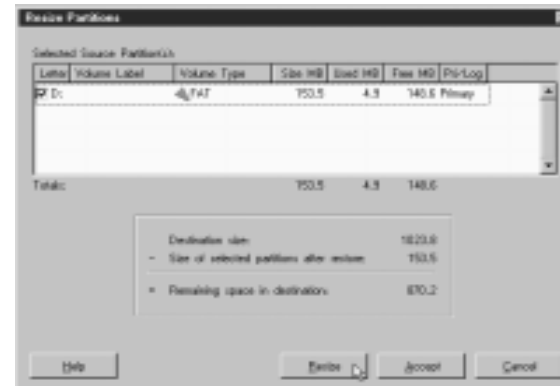 Resize Partitions
Selected Source Partition(s):
Letter Volume Label Volume Type Size MB Used MB Free MB Pri/Log
D: FAT 153.5 4.9 148.6 Primary
Totals: 153.5 4.9 148.6
Destination size: 1023.8
- Size of selected partitions after restore: 153.5
= Remaining space in destination: 870.2
Help Resize Accept Cancel